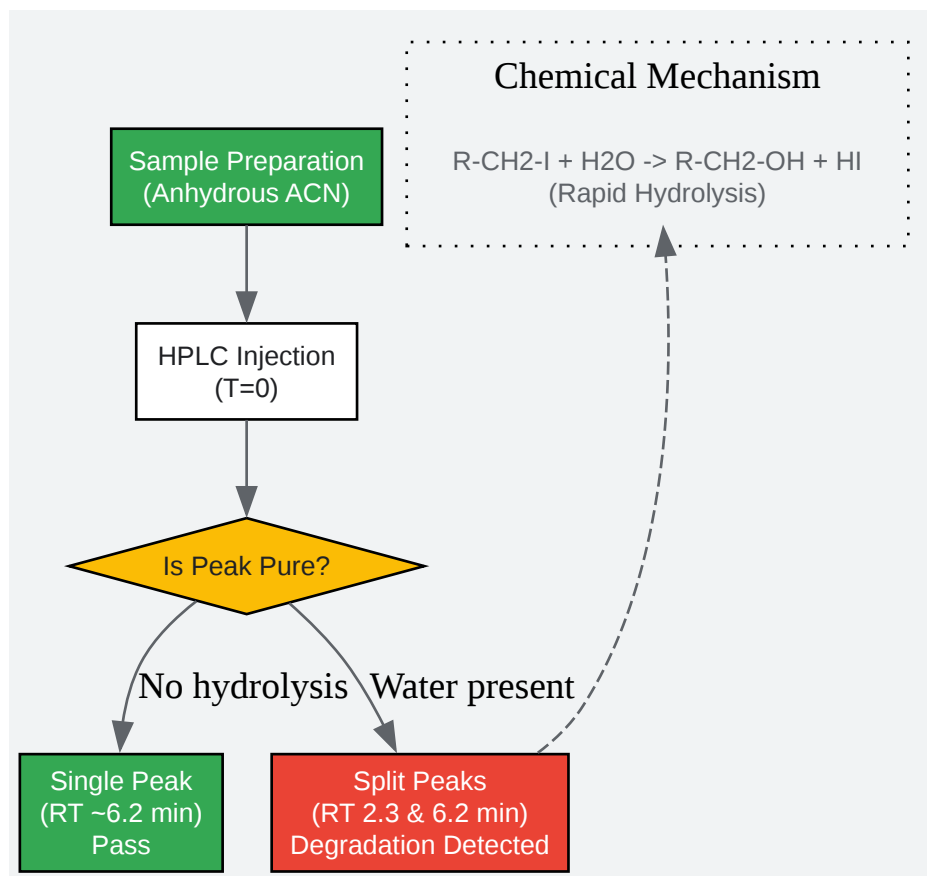 Chemical Mechanism
R-CH2-I + H2O -> R-CH2-OH + HI
(Rapid Hydrolysis)
Sample Preparation
(Anhydrous ACN)
HPLC Injection
(T=0)
Is Peak Pure?
No hydrolysis
Water present
Single Peak
(RT ~6.2 min)
Pass
Split Peaks
(RT 2.3 & 6.2 min)
Degradation Detected